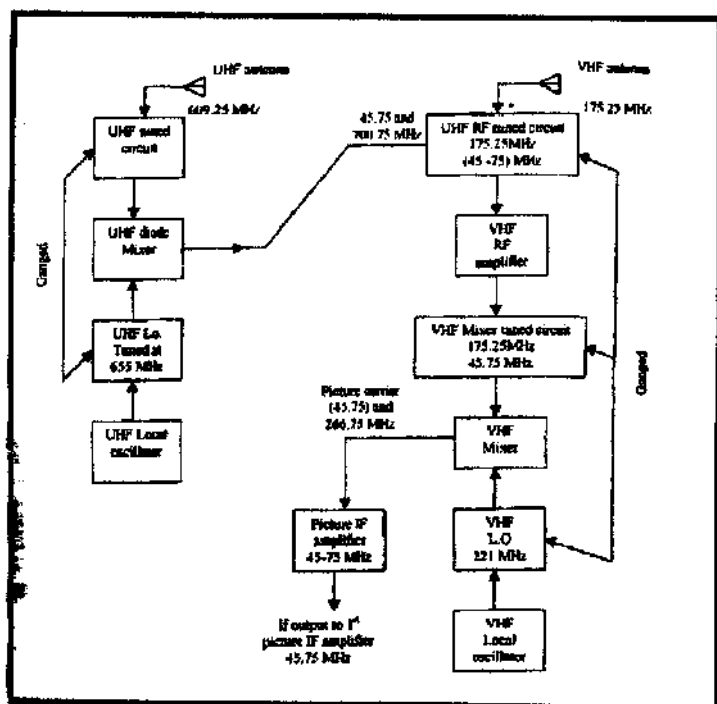 UHF antenna
609.25 MHz
UHF tuned
circuit
UHF diode
Mixer
Ganged
UHF Lo.
Tuned at
655 MHz
UHF Local
oscillator
45.75 and
700.75 MHz
VHF antenna
175.25 MHz
UHF RF tuned circuit
175.25MHz
(45 -75) MHz
VHF
RF
amplifier
VHF Mixer tuned circuit
175.25MHz
45.75 MHz
Ganged
Picture carrier
(45.75) and
266.75 MHz
VHF
Mixer
Picture IF
amplifier
45-75 MHz
VHF
L.O
221 MHz
If output to 1st
picture IF amplifier
45.75 MHz
VHF
Local
oscillator